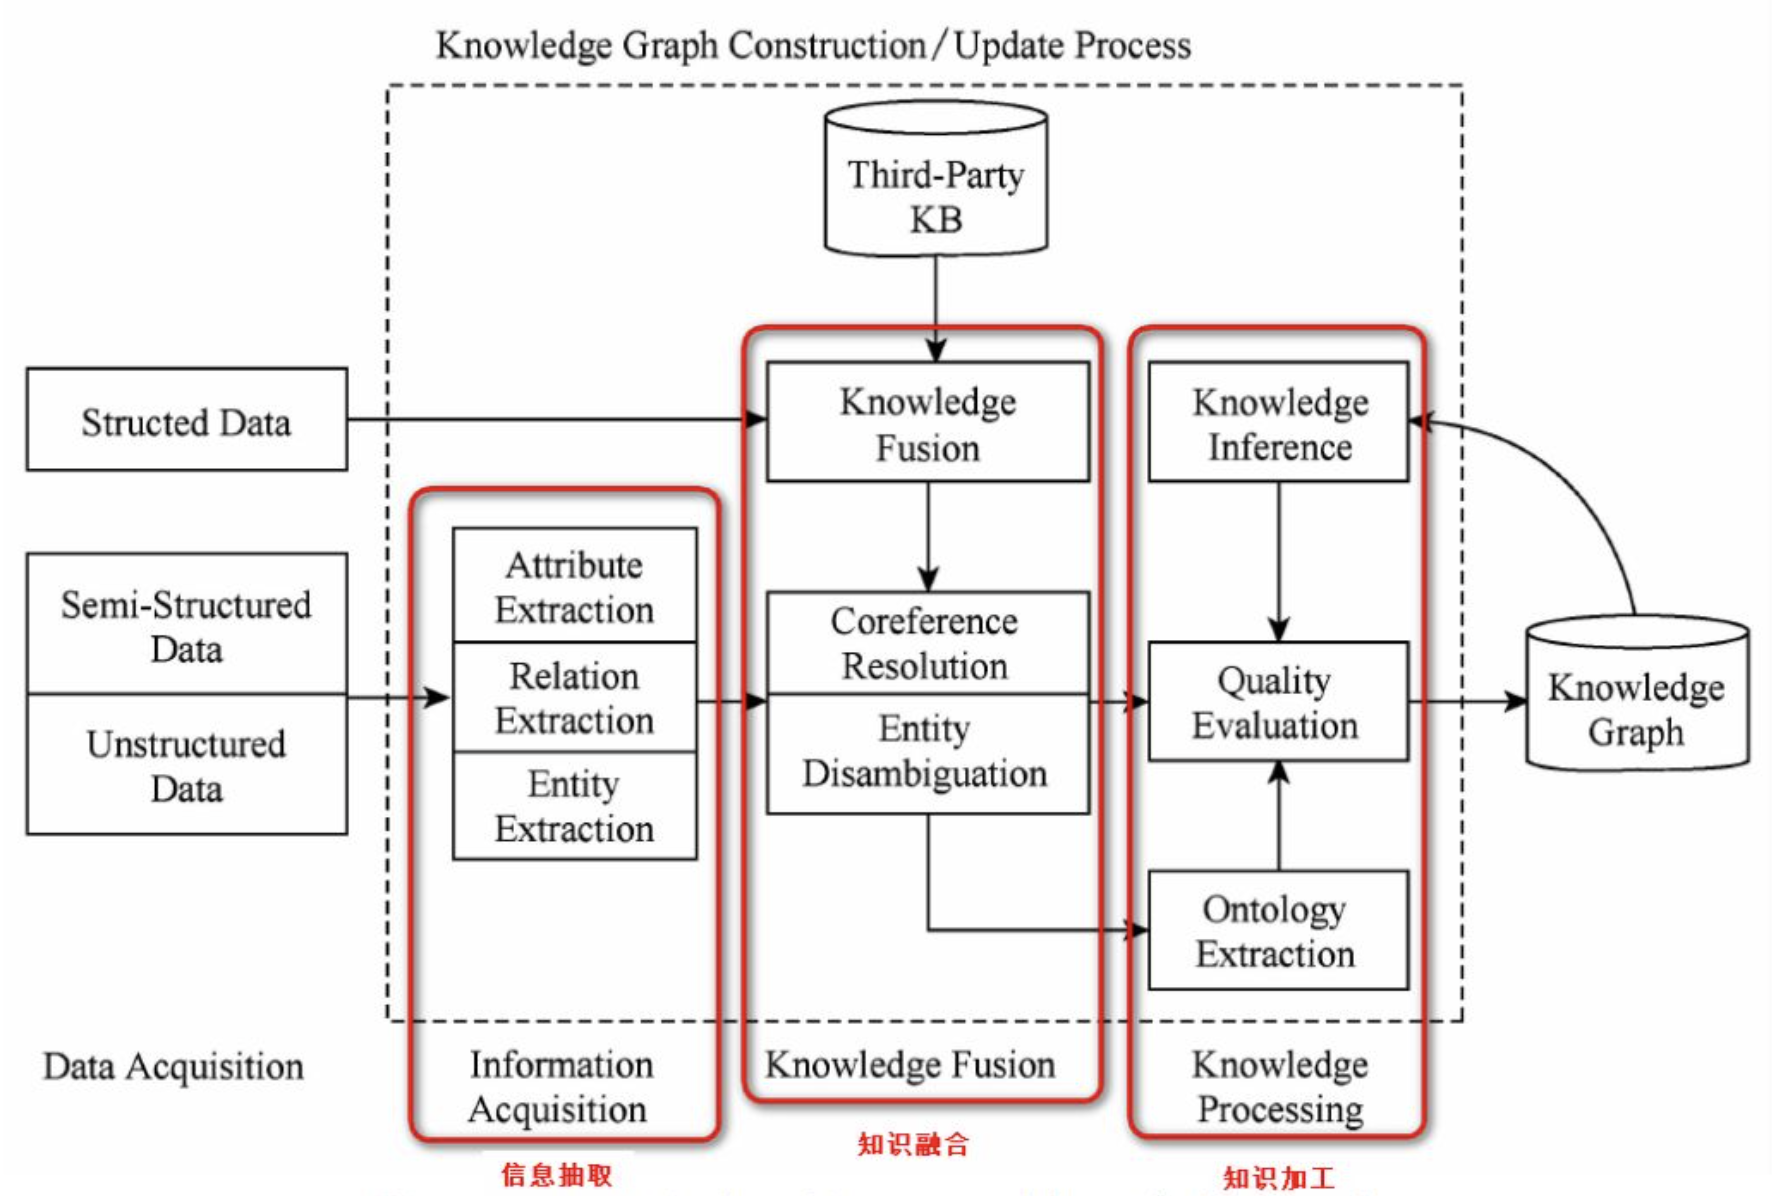 Knowledge Graph Construction/Update Process
Third-Party
KB
Structed Data
Knowledge
Fusion
Knowledge
Inference
Semi-Structured
Data
Unstructured
Data
Attribute
Extraction
Relation
Extraction
Entity
Extraction
Coreference
Resolution
Entity
Disambiguation
Quality
Evaluation
Knowledge
Graph
Ontology
Extraction
Data Acquisition
Information
Acquisition
Knowledge Fusion
Knowledge
Processing
信息抽取
知识融合
知识加工